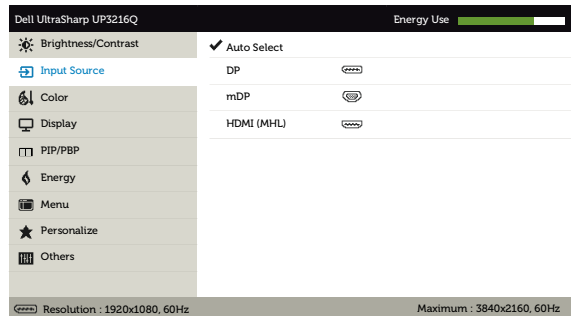 Dell UltraSharp UP3216Q Energy Use
Brightness/Contrast
Auto Select
Input Source
DP
Color
mDP
Display
HDMI (MHL)
PIP/PBP
Energy
Menu
Personalize
Others
Resolution : 1920x1080, 60Hz Maximum : 3840x2160, 60Hz